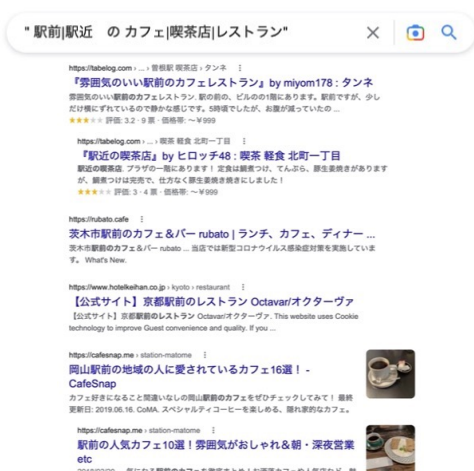 " 駅前|駅近　の カフェ|喫茶店|レストラン"
https://tabelog.com › ... › 曽根駅 喫茶店 › タンネ
『雰囲気のいい駅前のカフェレストラン』by miyom178 : タンネ
雰囲気のいい駅前のカフェレストラン. 駅の前の、ビルのの1階にあります。駅前ですが、少し
だけ横にずれているので静かな感じです。5時頃でしたが、お腹が減っていたの ...
評価: 3.2 · 9 票 · 価格帯: ～￥999
https://tabelog.com › ... › 喫茶 軽食 北町一丁目
『駅近の喫茶店』by ヒロッチ48 : 喫茶 軽食 北町一丁目
駅近の喫茶店. プラザの一階にあります！ 定食は鯛煮つけ、てんぷら、豚生姜焼きがあります
が、鯛煮つけは完売で、仕方なく豚生姜焼き焼きにしました！
評価: 3 · 4 票 · 価格帯: ～￥999
https://rubato.cafe
茨木市駅前のカフェ＆バー rubato | ランチ、カフェ、ディナー ...
茨木市駅前のカフェ＆バー rubato ... 当店では新型コロナウイルス感染症対策を実施していま
す。 What's New.
https://www.hotelkeihan.co.jp › kyoto › restaurant
【公式サイト】京都駅前のレストラン Octavar/オクターヴァ
【公式サイト】京都駅前のレストラン Octavar/オクターヴァ. This website uses Cookie
technology to improve Guest convenience and quality. If you ...
https://cafesnap.me › station-matome
岡山駅前の地域の人に愛されているカフェ16選！ -
CafeSnap
カフェ好きになること間違いなしの岡山駅前のカフェをぜひチェックしてみて！ 最終
更新日: 2019.06.16. CoMA. スペシャルティコーヒーを楽しめる、隠れ家的なカフェ。
https://cafesnap.me › station-matome
駅前の人気カフェ10選！雰囲気がおしゃれ＆朝・深夜営業
etc